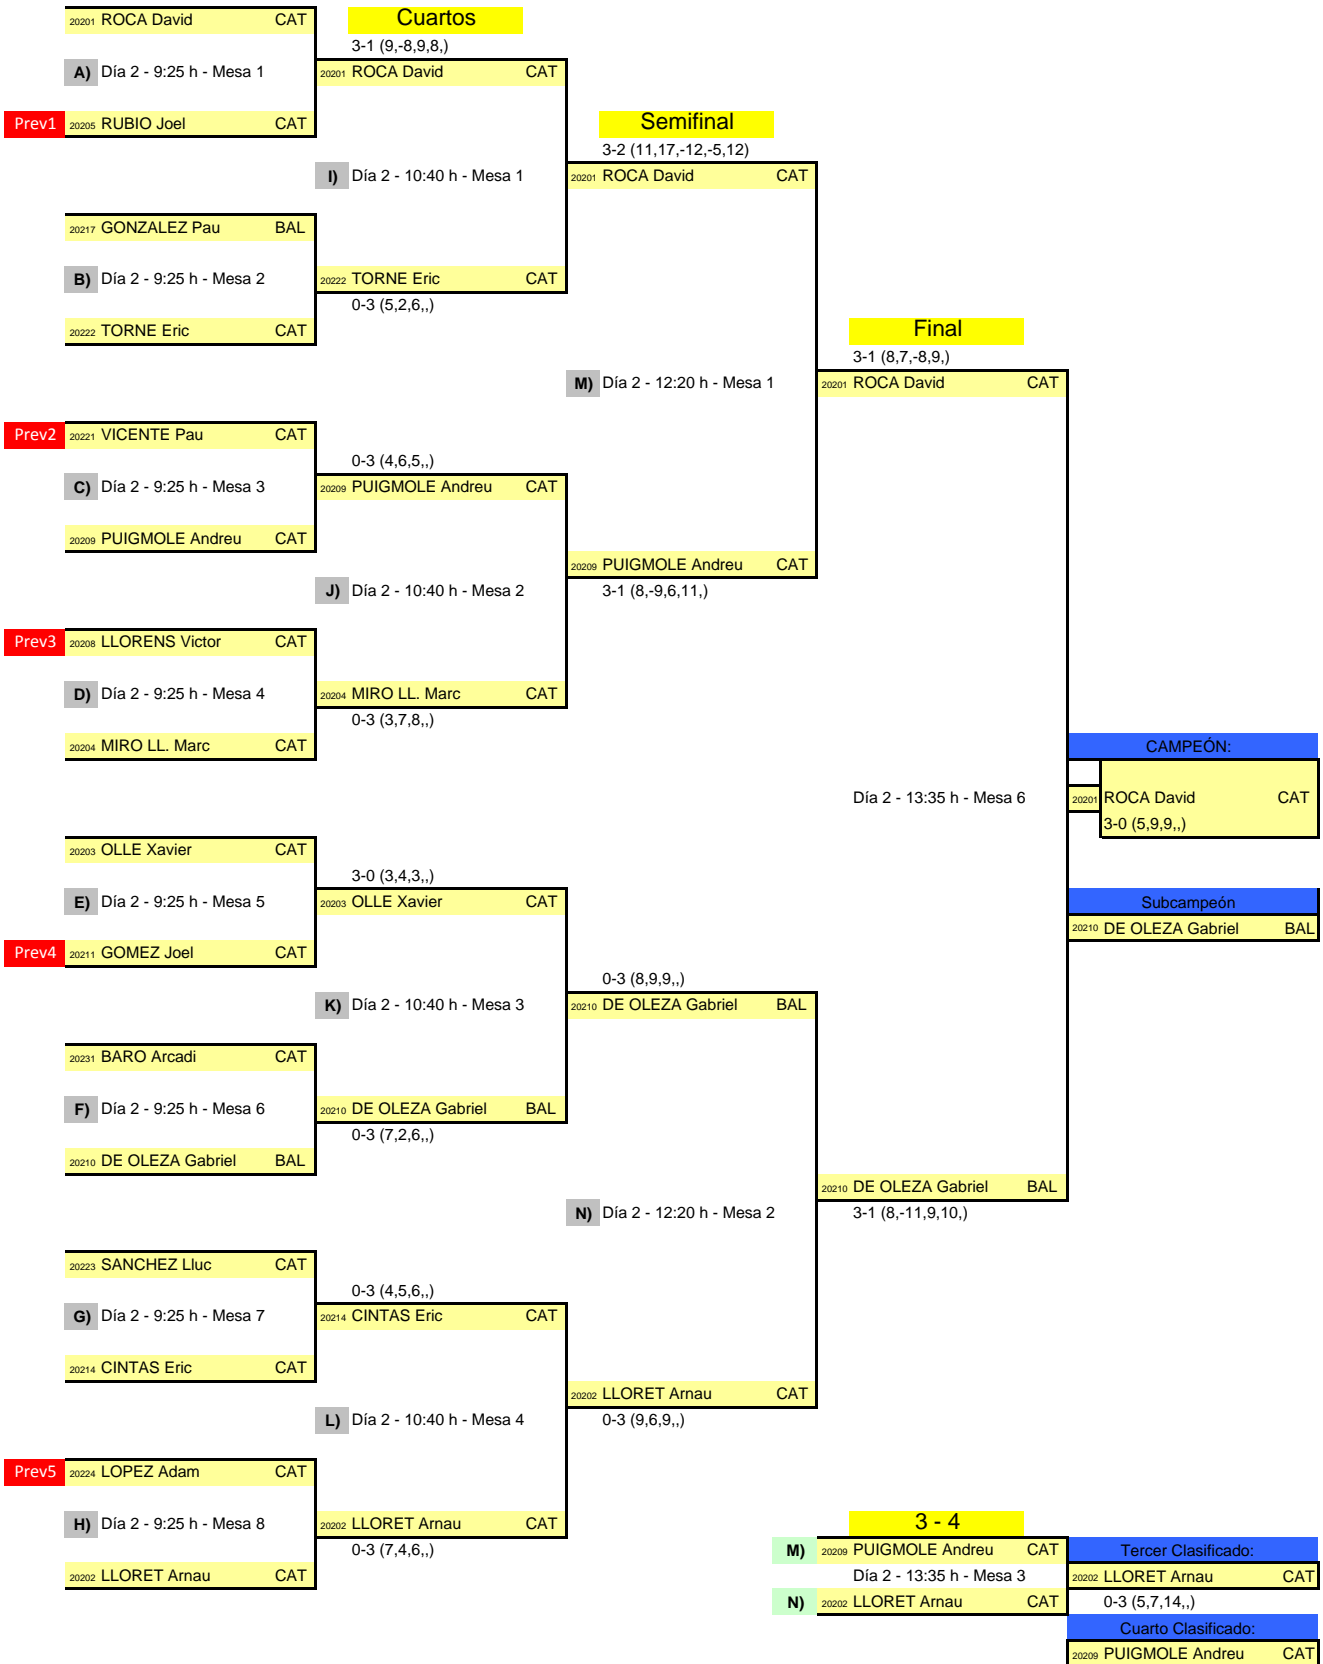 20201 ROCA David CAT
Cuartos
3-1 (9,-8,9,8,)
A) Día 2 - 9:25 h - Mesa 1
20201 ROCA David CAT
Prev1 20205 RUBIO Joel CAT
Semifinal
3-2 (11,17,-12,-5,12)
I) Día 2 - 10:40 h - Mesa 1
20201 ROCA David CAT
20217 GONZALEZ Pau BAL
B) Día 2 - 9:25 h - Mesa 2
20222 TORNE Eric CAT
0-3 (5,2,6,,)
20222 TORNE Eric CAT
Final
3-1 (8,7,-8,9,)
M) Día 2 - 12:20 h - Mesa 1
20201 ROCA David CAT
Prev2 20221 VICENTE Pau CAT
0-3 (4,6,5,,)
C) Día 2 - 9:25 h - Mesa 3
20209 PUIGMOLE Andreu CAT
20209 PUIGMOLE Andreu CAT
20209 PUIGMOLE Andreu CAT
J) Día 2 - 10:40 h - Mesa 2
3-1 (8,-9,6,11,)
Prev3 20208 LLORENS Victor CAT
D) Día 2 - 9:25 h - Mesa 4
20204 MIRO LL. Marc CAT
0-3 (3,7,8,,)
20204 MIRO LL. Marc CAT
CAMPEÓN:
Día 2 - 13:35 h - Mesa 6
20201 ROCA David CAT
3-0 (5,9,9,,)
20203 OLLE Xavier CAT
3-0 (3,4,3,,)
E) Día 2 - 9:25 h - Mesa 5
20203 OLLE Xavier CAT
Subcampeón
20210 DE OLEZA Gabriel BAL
Prev4 20211 GOMEZ Joel CAT
0-3 (8,9,9,,)
K) Día 2 - 10:40 h - Mesa 3
20210 DE OLEZA Gabriel BAL
20231 BARO Arcadi CAT
F) Día 2 - 9:25 h - Mesa 6
20210 DE OLEZA Gabriel BAL
0-3 (7,2,6,,)
20210 DE OLEZA Gabriel BAL
20210 DE OLEZA Gabriel BAL
N) Día 2 - 12:20 h - Mesa 2
3-1 (8,-11,9,10,)
20223 SANCHEZ Lluc CAT
0-3 (4,5,6,,)
G) Día 2 - 9:25 h - Mesa 7
20214 CINTAS Eric CAT
20214 CINTAS Eric CAT
20202 LLORET Arnau CAT
L) Día 2 - 10:40 h - Mesa 4
0-3 (9,6,9,,)
Prev5 20224 LOPEZ Adam CAT
H) Día 2 - 9:25 h - Mesa 8
20202 LLORET Arnau CAT
0-3 (7,4,6,,)
20202 LLORET Arnau CAT
3 - 4
M) 20209 PUIGMOLE Andreu CAT
Tercer Clasificado:
Día 2 - 13:35 h - Mesa 3
20202 LLORET Arnau CAT
N) 20202 LLORET Arnau CAT
0-3 (5,7,14,,)
Cuarto Clasificado:
20209 PUIGMOLE Andreu CAT